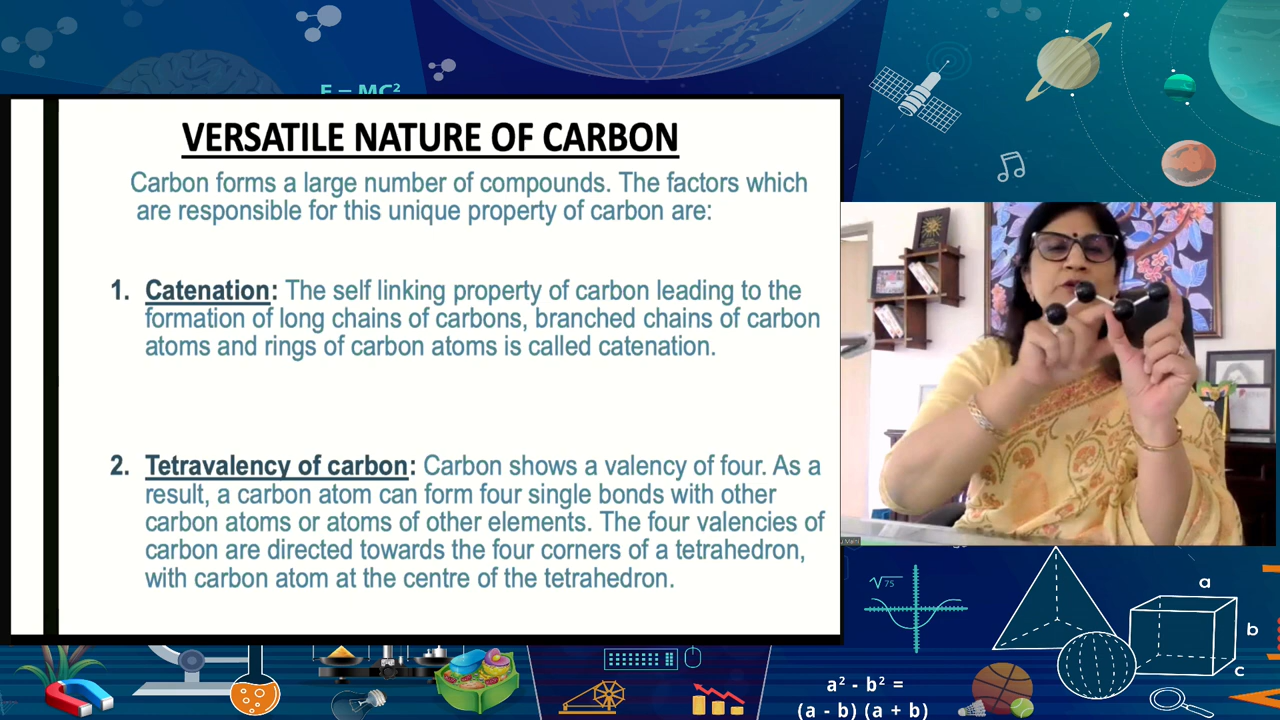 E = MC²
VERSATILE NATURE OF CARBON
Carbon forms a large number of compounds. The factors which
are responsible for this unique property of carbon are:
1. Catenation: The self linking property of carbon leading to the
formation of long chains of carbons, branched chains of carbon
atoms and rings of carbon atoms is called catenation.
2. Tetravalency of carbon: Carbon shows a valency of four. As a
result, a carbon atom can form four single bonds with other
carbon atoms or atoms of other elements. The four valencies of
carbon are directed towards the four corners of a tetrahedron,
with carbon atom at the centre of the tetrahedron.
√75
a
b
c
a² - b² =
(a - b) (a + b)